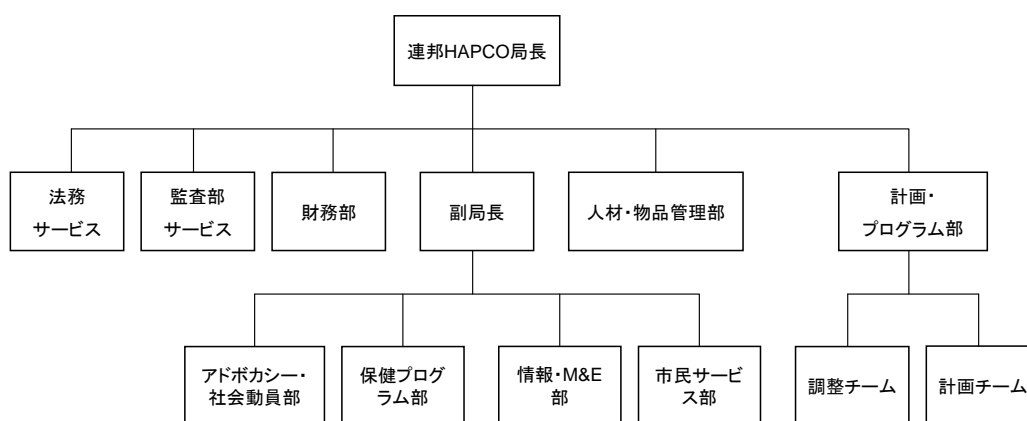 連邦HAPCO局長
法務
サービス
監査部
サービス
財務部
副局長
人材・物品管理部
計画・
プログラム部
アドボカシー・
社会動員部
保健プログ
ラム部
情報・M&E
部
市民サービ
ス部
調整チーム
計画チーム